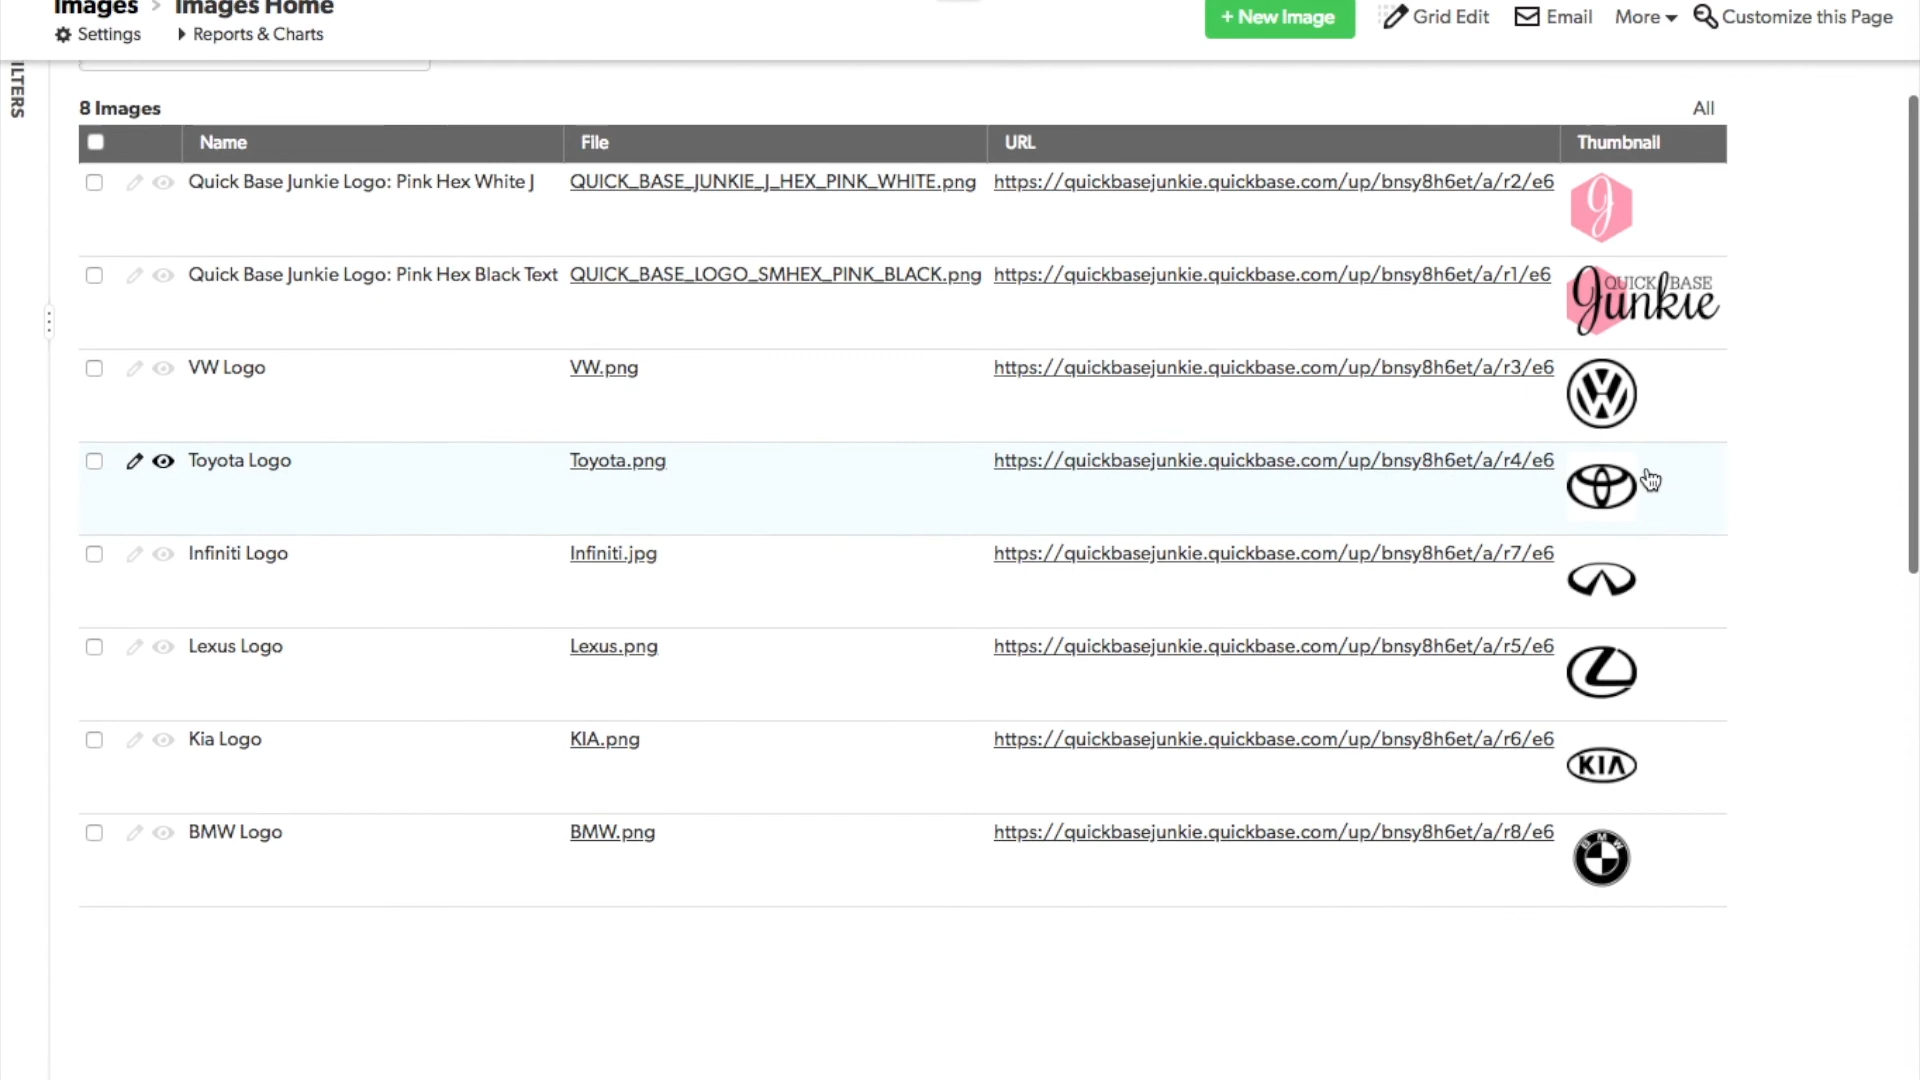 Images > Images Home
Settings Reports & Charts
+ New Image Grid Edit Email More Customize this Page
ILTERS
8 Images All
Name File URL Thumbnail
Quick Base Junkie Logo: Pink Hex White J QUICK_BASE_JUNKIE_J_HEX_PINK_WHITE.png https://quickbasejunkie.quickbase.com/up/bnsy8h6et/a/r2/e6 J
Quick Base Junkie Logo: Pink Hex Black Text QUICK_BASE_LOGO_SMHEX_PINK_BLACK.png https://quickbasejunkie.quickbase.com/up/bnsy8h6et/a/r1/e6 QUICK BASE Junkie
VW Logo VW.png https://quickbasejunkie.quickbase.com/up/bnsy8h6et/a/r3/e6 VW
Toyota Logo Toyota.png https://quickbasejunkie.quickbase.com/up/bnsy8h6et/a/r4/e6
Infiniti Logo Infiniti.jpg https://quickbasejunkie.quickbase.com/up/bnsy8h6et/a/r7/e6
Lexus Logo Lexus.png https://quickbasejunkie.quickbase.com/up/bnsy8h6et/a/r5/e6
Kia Logo KIA.png https://quickbasejunkie.quickbase.com/up/bnsy8h6et/a/r6/e6 KIA
BMW Logo BMW.png https://quickbasejunkie.quickbase.com/up/bnsy8h6et/a/r8/e6 BMW